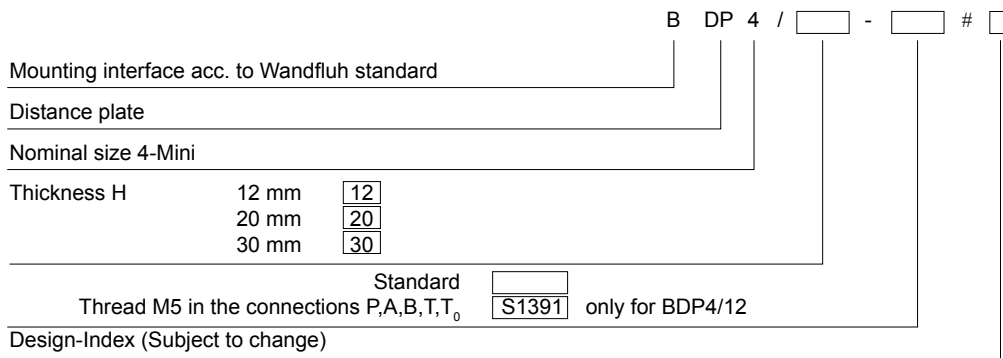 B DP 4 / - #
Mounting interface acc. to Wandfluh standard
Distance plate
Nominal size 4-Mini
Thickness H 12 mm 12
20 mm 20
30 mm 30
Standard
Thread M5 in the connections P,A,B,T,T₀ S1391 only for BDP4/12
Design-Index (Subject to change)